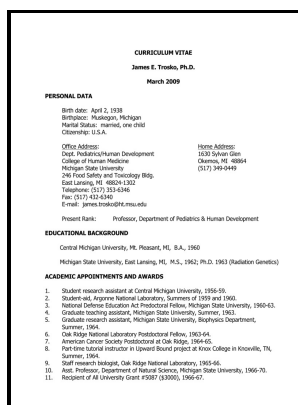 CURRICULUM VITAE
James E. Trosko, Ph.D.
March 2009
PERSONAL DATA
Birth date: April 2, 1938
Birthplace: Muskegon, Michigan
Marital Status: married, one child
Citizenship: U.S.A.
Office Address:
Dept. Pediatrics/Human Development
College of Human Medicine
Michigan State University
246 Food Safety and Toxicology Bldg.
East Lansing, MI 48824-1302
Telephone: (517) 353-6346
Fax: (517) 432-6340
E-mail: james.trosko@ht.msu.edu
Home Address:
1630 Sylvan Glen
Okemos, MI 48864
(517) 349-0449
Present Rank: Professor, Department of Pediatrics & Human Development
EDUCATIONAL BACKGROUND
Central Michigan University, Mt. Pleasant, MI, B.A., 1960
Michigan State University, East Lansing, MI, M.S., 1962; Ph.D. 1963 (Radiation Genetics)
ACADEMIC APPOINTMENTS AND AWARDS
1. Student research assistant at Central Michigan University, 1956-59.
2. Student-aid, Argonne National Laboratory, Summers of 1959 and 1960.
3. National Defense Education Act Predoctoral Fellow, Michigan State University, 1960-63.
4. Graduate teaching assistant, Michigan State University, Summer, 1963.
5. Graduate research assistant, Michigan State University, Biophysics Department,
Summer, 1964.
6. Oak Ridge National Laboratory Postdoctoral Fellow, 1963-64.
7. American Cancer Society Postdoctoral at Oak Ridge, 1964-65.
8. Part-time tutorial instructor in Upward Bound project at Knox College in Knoxville, TN,
Summer, 1964.
9. Staff research biologist, Oak Ridge National Laboratory, 1965-66.
10. Asst. Professor, Department of Natural Science, Michigan State University, 1966-70.
11. Recipient of All University Grant #5087 ($3000), 1966-67.